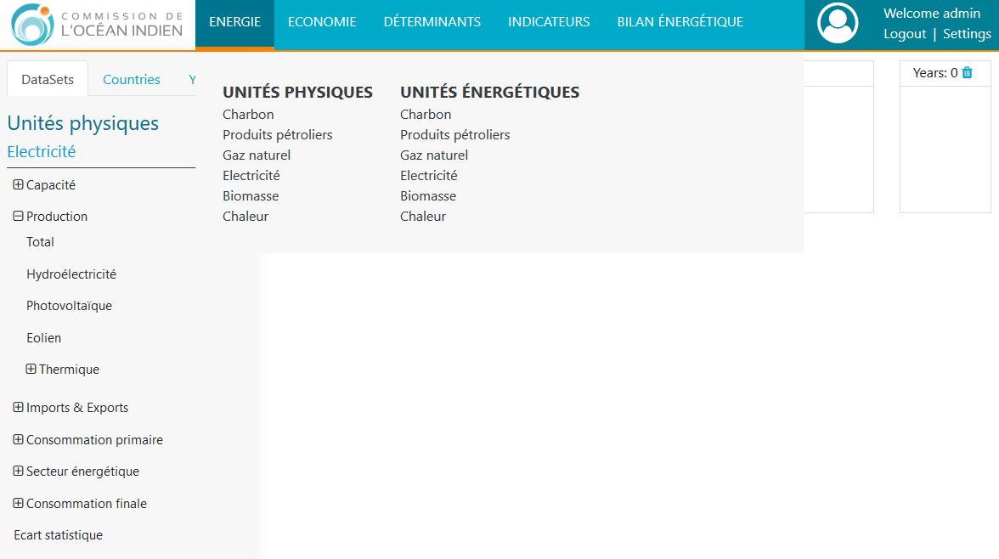 COMMISSION DE
L'OCÉAN INDIEN
ENERGIE
ECONOMIE
DÉTERMINANTS
INDICATEURS
BILAN ÉNERGÉTIQUE
Welcome admin
Logout | Settings
DataSets
Countries
Y
Years: 0
Unités physiques
Electricité
Capacité
Production
Total
Hydroélectricité
Photovoltaïque
Eolien
Thermique
Imports & Exports
Consommation primaire
Secteur énergétique
Consommation finale
Ecart statistique
UNITÉS PHYSIQUES
Charbon
Produits pétroliers
Gaz naturel
Electricité
Biomasse
Chaleur
UNITÉS ÉNERGÉTIQUES
Charbon
Produits pétroliers
Gaz naturel
Electricité
Biomasse
Chaleur